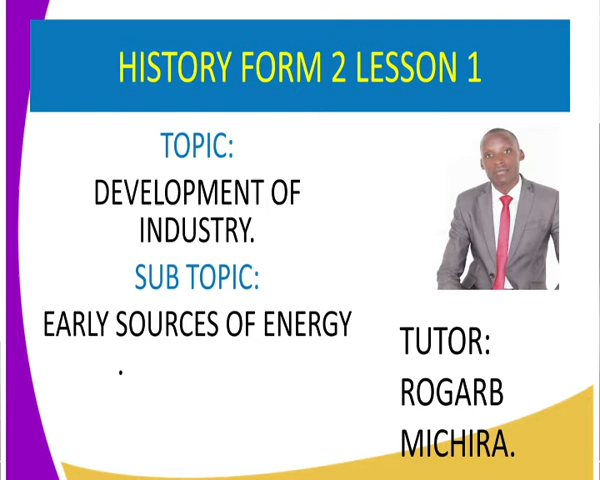 HISTORY FORM 2 LESSON 1
TOPIC:
DEVELOPMENT OF
INDUSTRY.
SUB TOPIC:
EARLY SOURCES OF ENERGY
.
TUTOR:
ROGARB
MICHIRA.